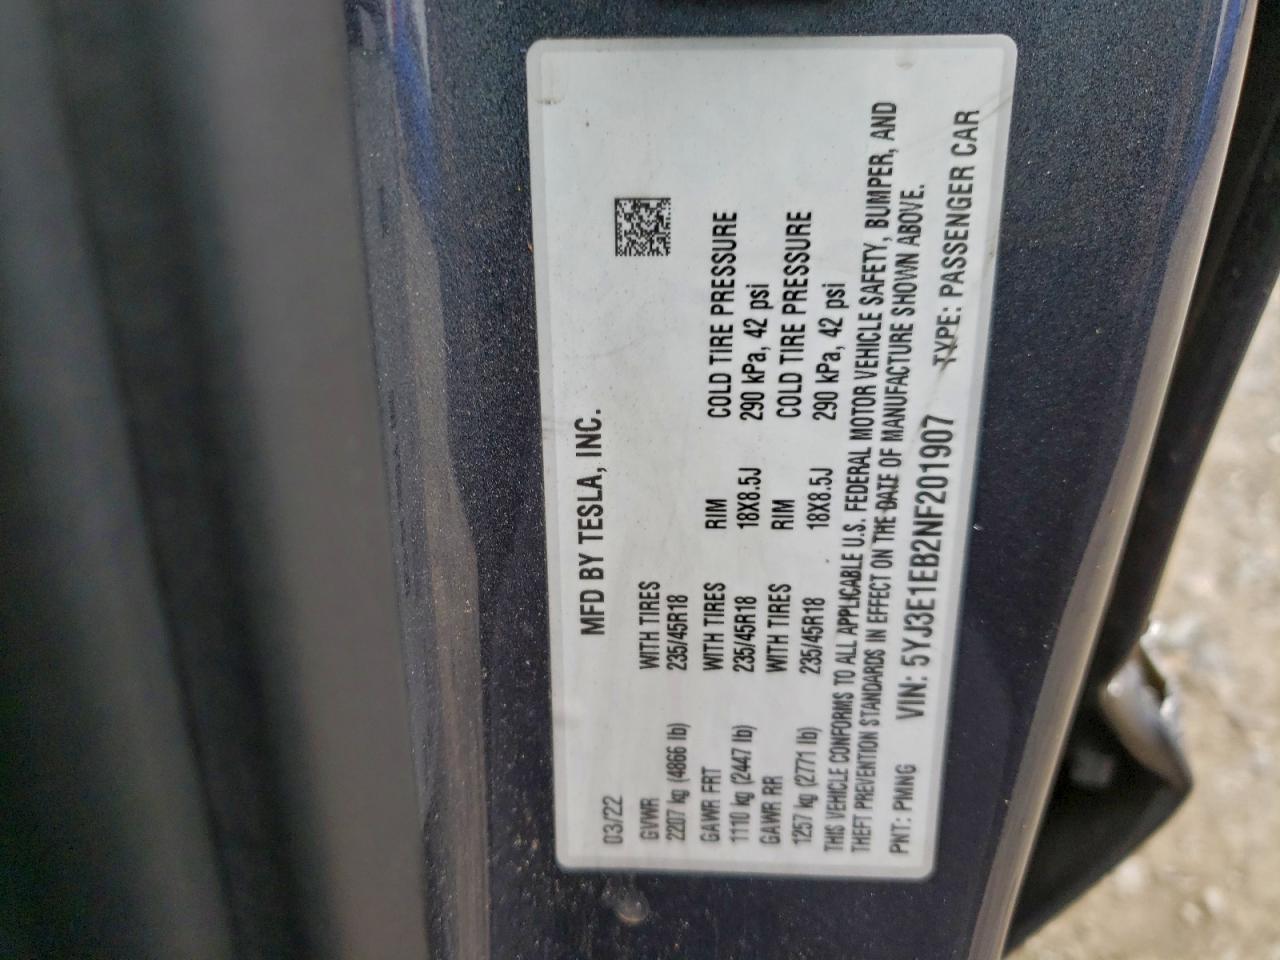 MFD BY TESLA, INC.
03/22
GVWR WITH TIRES
2207 kg (4866 lb) 235/45R18
GAWR FRT WITH TIRES RIM COLD TIRE PRESSURE
1110 kg (2447 lb) 235/45R18 18X8.5J 290 kPa, 42 psi
GAWR RR WITH TIRES RIM COLD TIRE PRESSURE
1257 kg (2771 lb) 235/45R18 18X8.5J 290 kPa, 42 psi
THIS VEHICLE CONFORMS TO ALL APPLICABLE U.S. FEDERAL MOTOR VEHICLE SAFETY, BUMPER, AND
THEFT PREVENTION STANDARDS IN EFFECT ON THE DATE OF MANUFACTURE SHOWN ABOVE.
PNT: PMNG VIN: 5YJ3E1EB2NF201907 TYPE: PASSENGER CAR